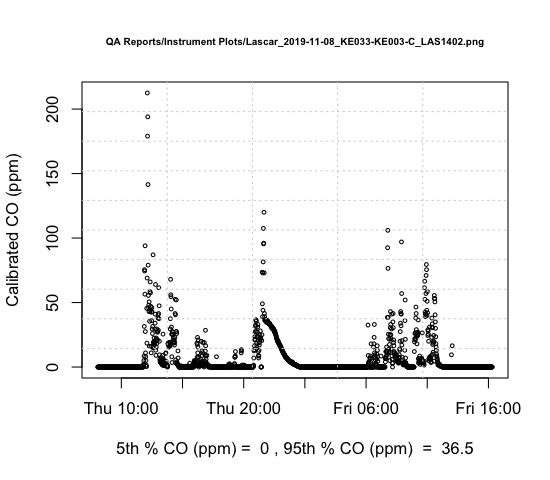 QA Reports/Instrument Plots/Lascar_2019-11-08_KE033-KE003-C_LAS1402.png
200
150
100
50
0
Calibrated CO (ppm)
Thu 10:00 Thu 20:00 Fri 06:00 Fri 16:00
5th % CO (ppm) = 0 , 95th % CO (ppm) = 36.5